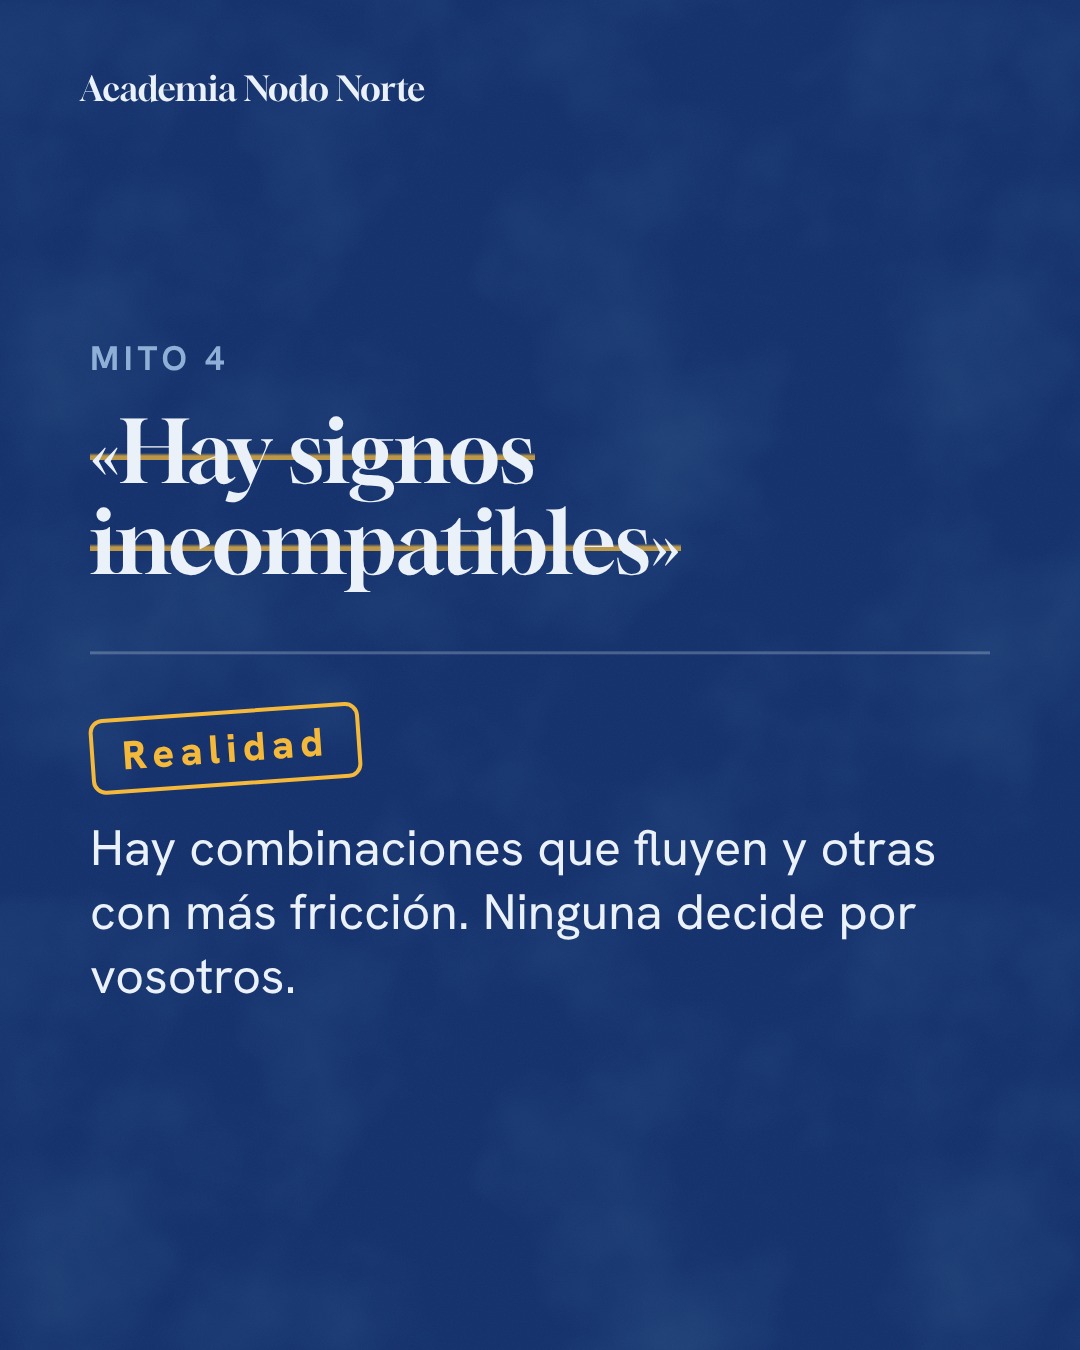 Academia Nodo Norte
MITO 4
«Hay signos
incompatibles»
Realidad
Hay combinaciones que fluyen y otras
con más fricción. Ninguna decide por
vosotros.